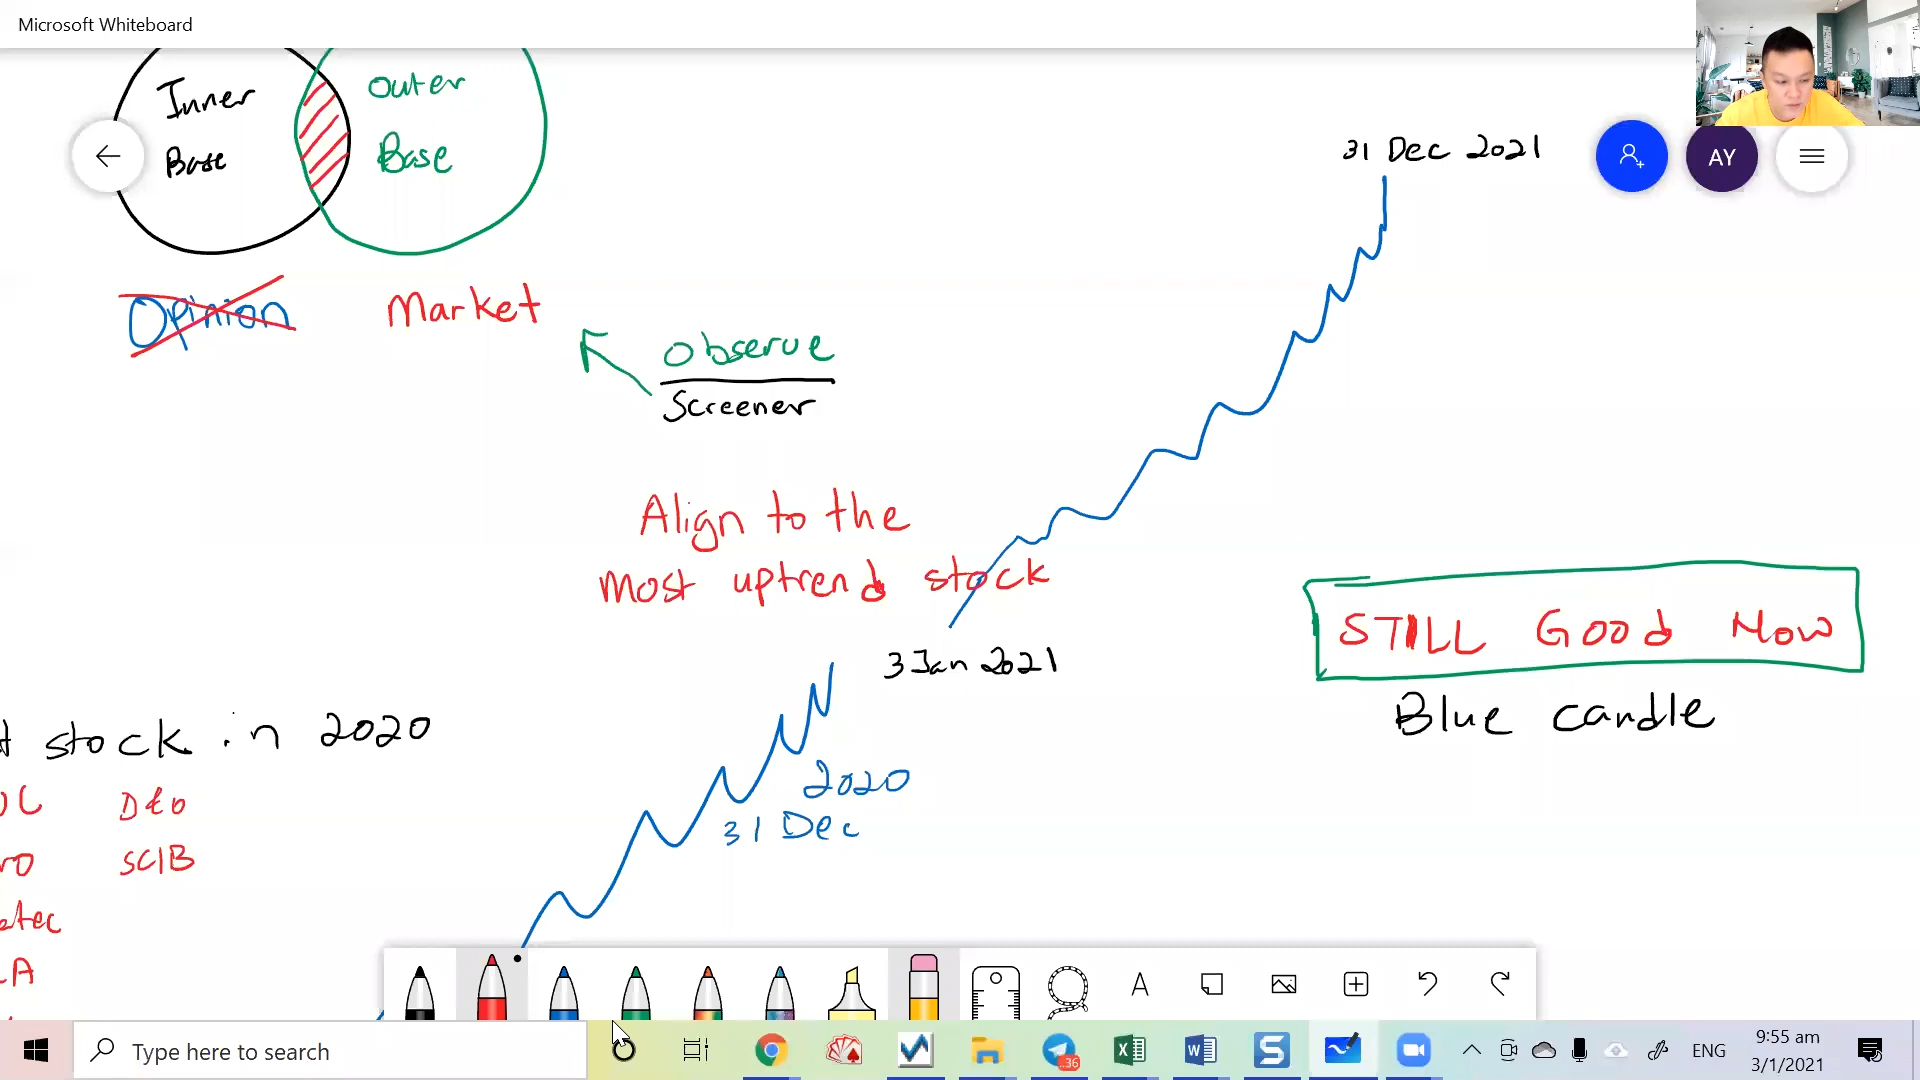 Microsoft Whiteboard
Inner
Base
Outer
Base
Opinion
Market
Observe
Screener
31 Dec 2021
AY
Align to the
most uptrend stock
3 Jan 2021
STILL Good Now
Blue candle
stock in 2020
D&O
SCIB
2020
31 Dec
A
Type here to search
36
ENG
9:55 am
3/1/2021